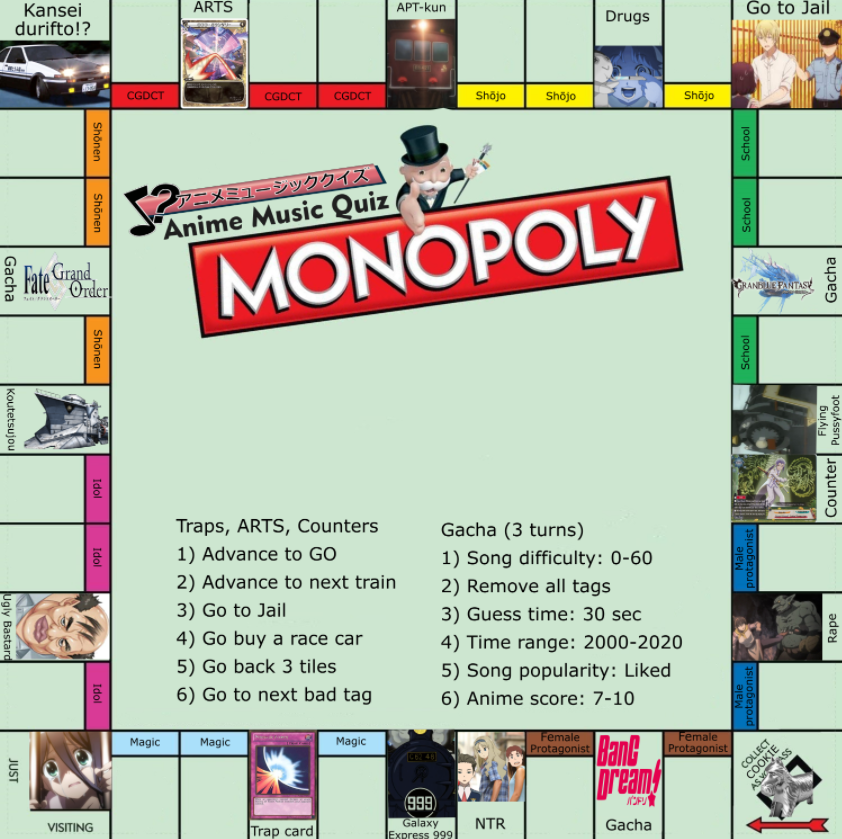 Kansei
durifto!?
ARTS
APT-kun
Drugs
Go to Jail
CGDCT
CGDCT
CGDCT
Shōjo
Shōjo
Shōjo
Shōnen
Shōnen
Gacha
Fate Grand
Order
Shōnen
Koutetsujou
Idol
Idol
Ugly Bastard
Idol
School
School
GRANBLUE FANTASY
Gacha
School
Flying
Pussyfoot
Counter
Male
protagonist
Rape
Male
protagonist
アニメミュージッククイズ
Anime Music Quiz
MONOPOLY
Traps, ARTS, Counters
1) Advance to GO
2) Advance to next train
3) Go to Jail
4) Go buy a race car
5) Go back 3 tiles
6) Go to next bad tag
Gacha (3 turns)
1) Song difficulty: 0-60
2) Remove all tags
3) Guess time: 30 sec
4) Time range: 2000-2020
5) Song popularity: Liked
6) Anime score: 7-10
JUST
VISITING
Magic
Magic
Trap card
Magic
999
Galaxy
Express 999
NTR
Female
Protagonist
BanG
Dream!
バンドリ!
Gacha
Female
Protagonist
COLLECT
COOKIE
AS YOU PASS